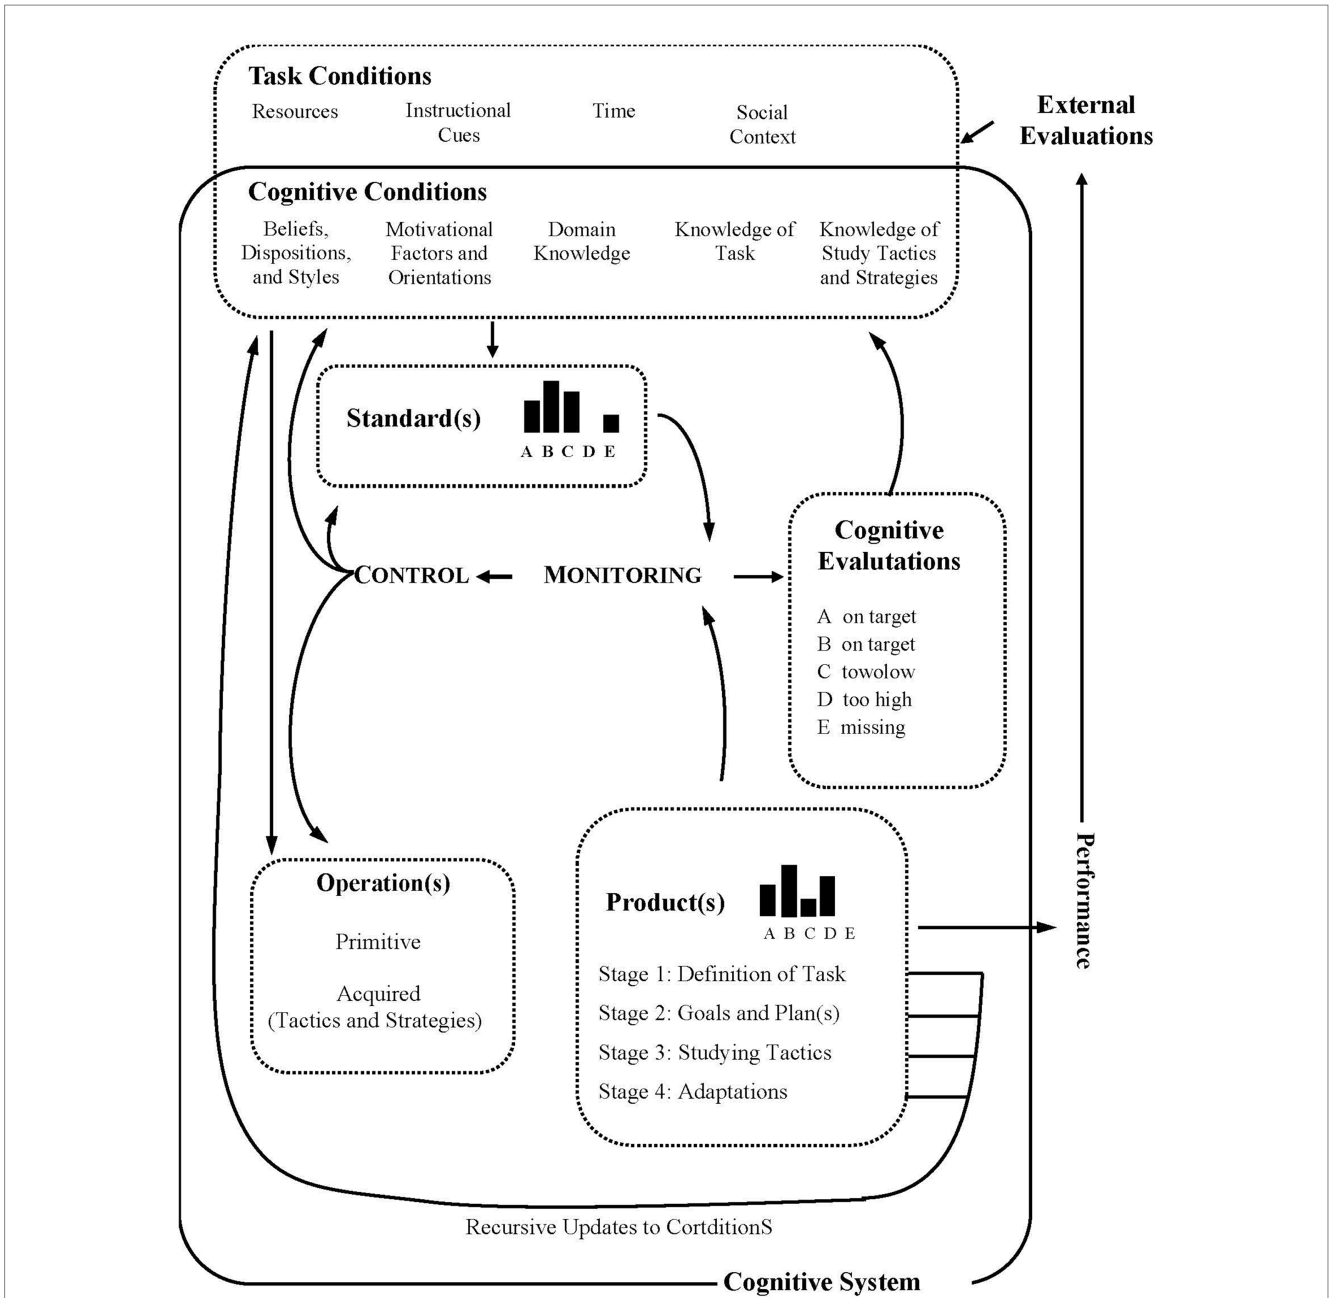 Task Conditions
Resources
Instructional
Cues
Time
Social
Context
External
Evaluations
Cognitive Conditions
Beliefs,
Dispositions,
and Styles
Motivational
Factors and
Orientations
Domain
Knowledge
Knowledge of
Task
Knowledge of
Study Tactics
and Strategies
Standard(s)
A B C D E
CONTROL
MONITORING
Cognitive
Evalutations
A on target
B on target
C towolow
D too high
E missing
Operation(s)
Primitive
Acquired
(Tactics and Strategies)
Product(s)
A B C D E
Stage 1: Definition of Task
Stage 2: Goals and Plan(s)
Stage 3: Studying Tactics
Stage 4: Adaptations
Performance
Recursive Updates to CortditionS
Cognitive System